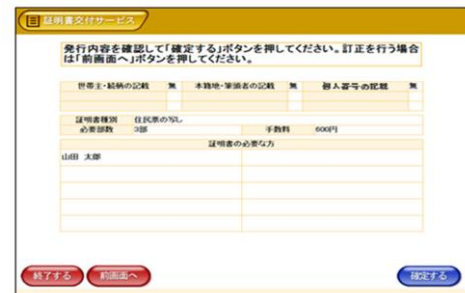 証明書交付サービス
発行内容を確認して「確定する」ボタンを押してください。訂正を行う場合
は「前画面へ」ボタンを押してください。
世帯主・続柄の記載 無 本籍地・筆頭者の記載 無 個人番号の記載 無
証明書種別 住民票の写し
必要部数 3部 手数料 600円
証明書の必要な方
山田 太郎
終了する 前画面へ 確定する